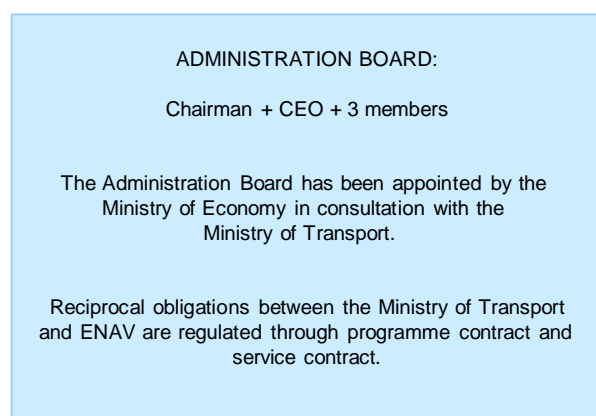 ADMINISTRATION BOARD:
Chairman + CEO + 3 members
The Administration Board has been appointed by the
Ministry of Economy in consultation with the
Ministry of Transport.
Reciprocal obligations between the Ministry of Transport
and ENAV are regulated through programme contract and
service contract.